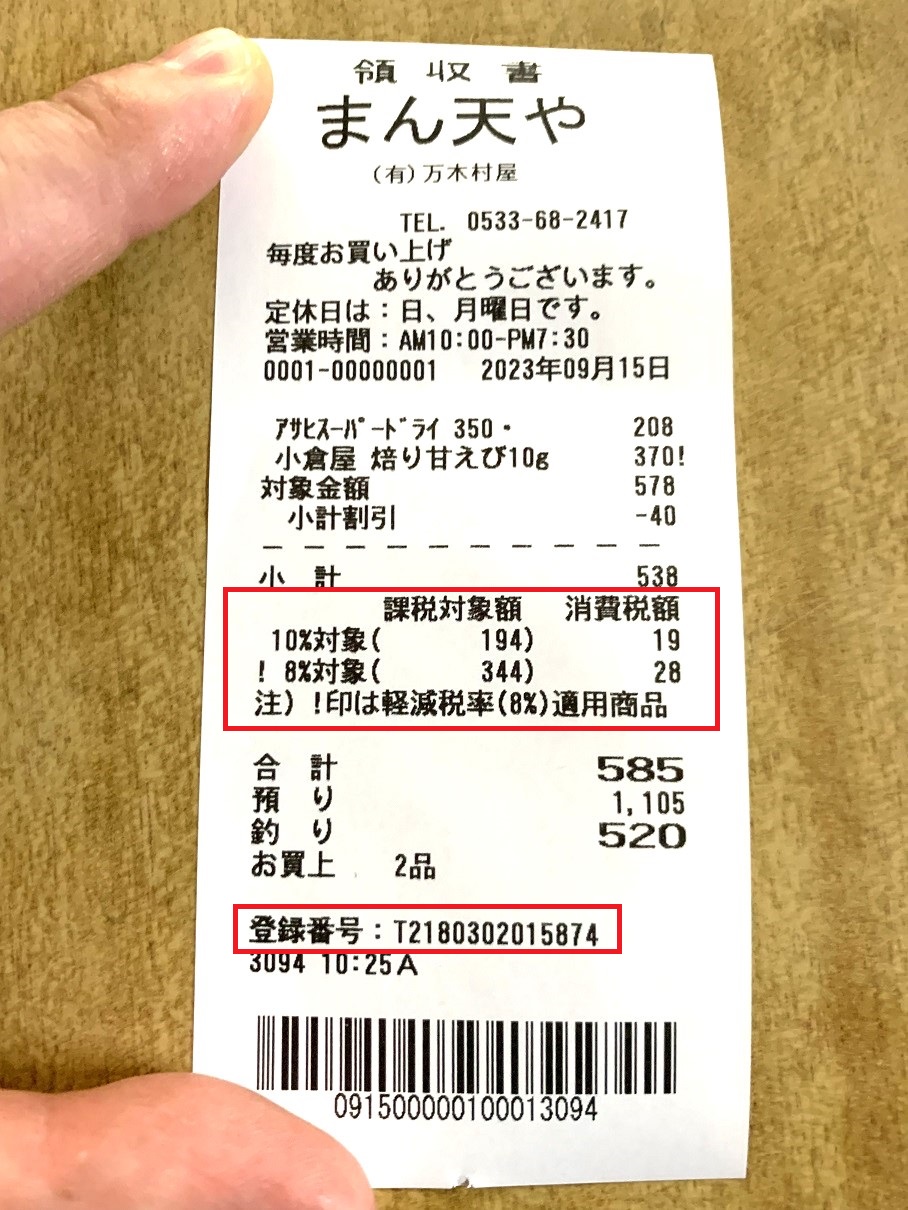 領収書
まん天や
(有)万木村屋
TEL. 0533-68-2417
毎度お買い上げ
ありがとうございます。
定休日は:日、月曜日です。
営業時間:AM10:00-PM7:30
0001-00000001 2023年09月15日
アサヒスーパードライ 350・ 208
小倉屋 焙り甘えび10g 370!
対象金額 578
小計割引 -40
小 計 538
課税対象額 消費税額
10%対象( 194) 19
! 8%対象( 344) 28
注) !印は軽減税率(8%)適用商品
合 計 585
預 り 1,105
釣 り 520
お買上 2品
登録番号:T2180302015874
3094 10:25A
091500000100013094